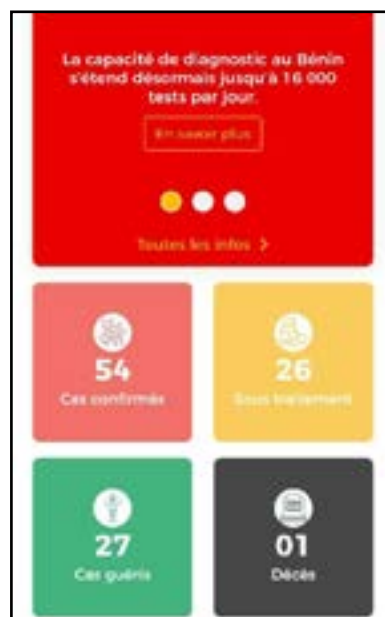 La capacité de diagnostic au Bénin
s'étend désormais jusqu'à 16 000
tests par jour.
En savoir plus
Toutes les infos >
54
Cas confirmés
26
Sous traitement
27
Cas guéris
01
Décès